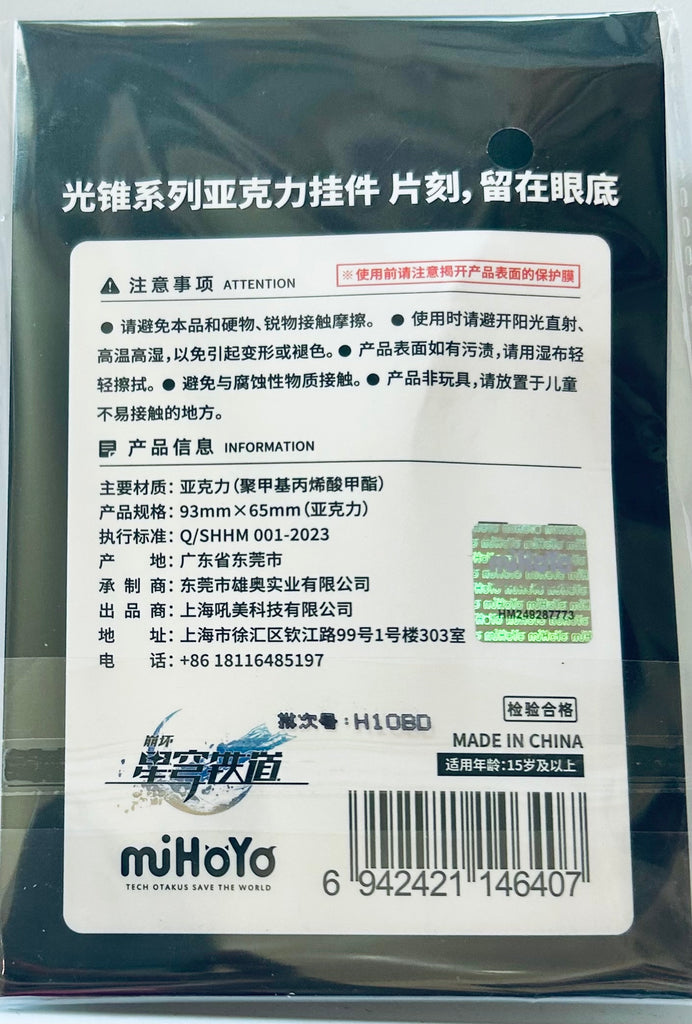 光锥系列亚克力挂件 片刻，留在眼底
注意事项 ATTENTION
※使用前请注意揭开产品表面的保护膜
● 请避免本品和硬物、锐物接触摩擦。 ● 使用时请避开阳光直射、
高温高湿，以免引起变形或褪色。● 产品表面如有污渍，请用湿布轻
轻擦拭。● 避免与腐蚀性物质接触。● 产品非玩具，请放置于儿童
不易接触的地方。
产品信息 INFORMATION
主要材质：亚克力（聚甲基丙烯酸甲酯）
产品规格：93mm×65mm（亚克力）
执行标准：Q/SHHM 001-2023
产 地：广东省东莞市
承 制 商：东莞市雄奥实业有限公司
出 品 商：上海吼美科技有限公司
地 址：上海市徐汇区钦江路99号1号楼303室
电 话：+86 18116485197
miHoYo
HM248287773
批次号：H10BD
检验合格
MADE IN CHINA
适用年龄：15岁及以上
崩坏
星穹铁道
miHoYo
TECH OTAKUS SAVE THE WORLD
6 942421 146407